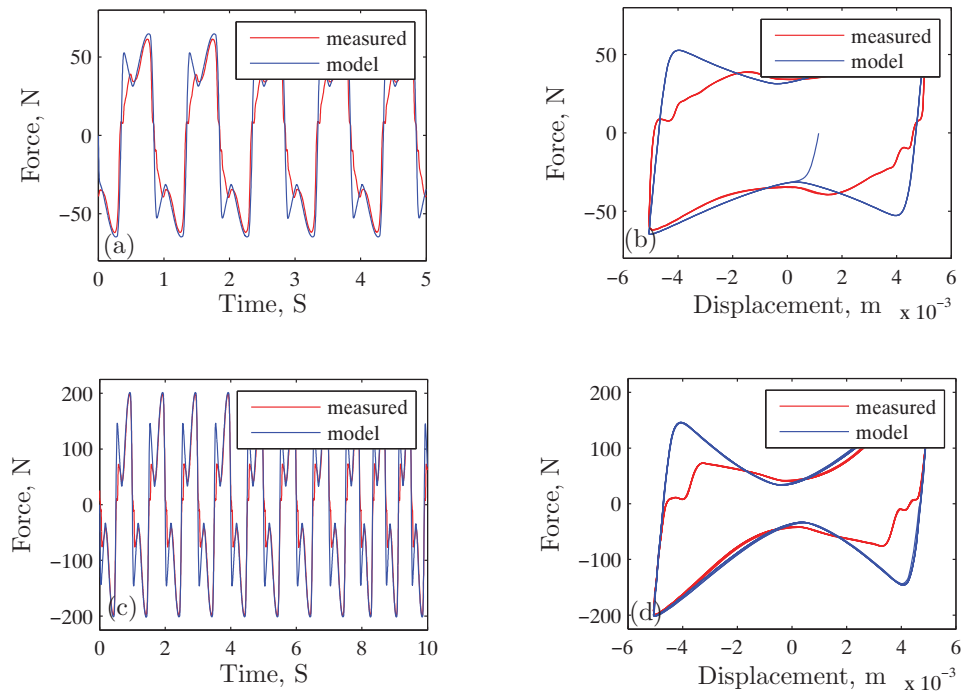 measured
model
50
0
−50
Force, N
(a)
0 1 2 3 4 5
Time, S
measured
model
50
0
−50
Force, N
(b)
−6 −4 −2 0 2 4 6
Displacement, m x 10⁻³
measured
model
200
100
0
−100
−200
Force, N
(c)
0 2 4 6 8 10
Time, S
measured
model
200
100
0
−100
−200
Force, N
(d)
−6 −4 −2 0 2 4 6
Displacement, m x 10⁻³